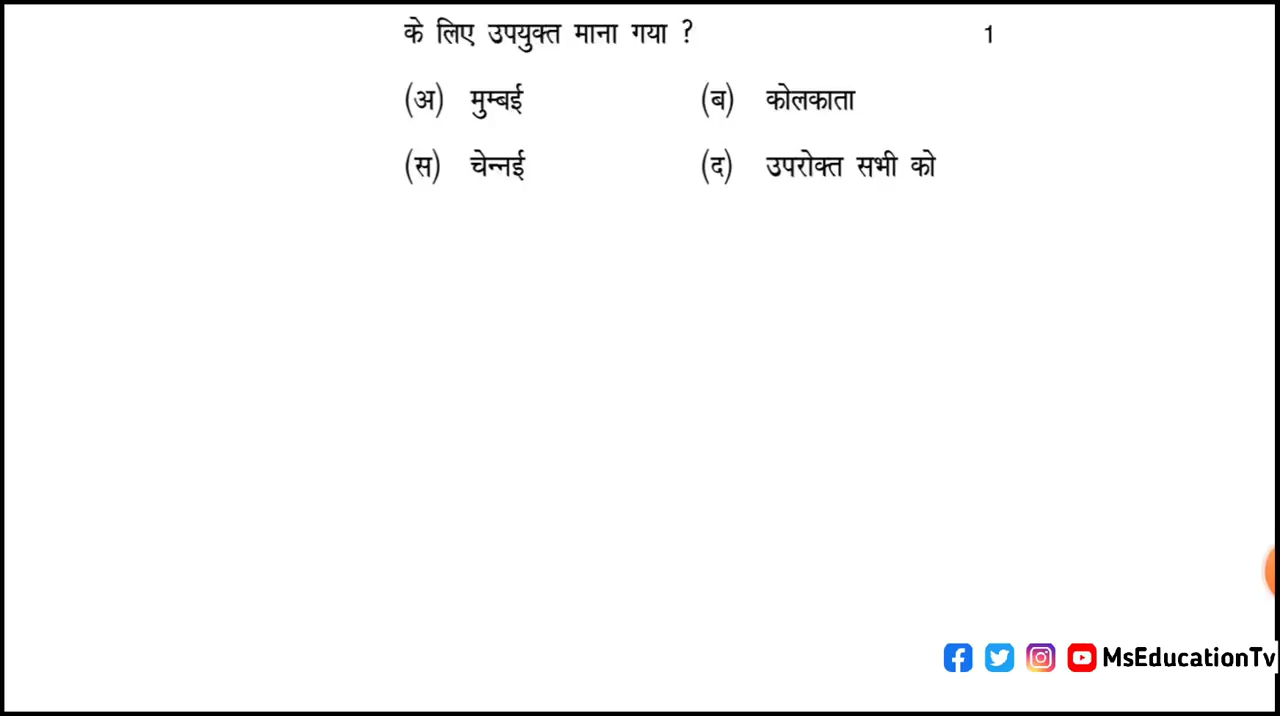 के लिए उपयुक्त माना गया ? 1
(अ) मुम्बई (ब) कोलकाता
(स) चेन्नई (द) उपरोक्त सभी को
MsEducationTv